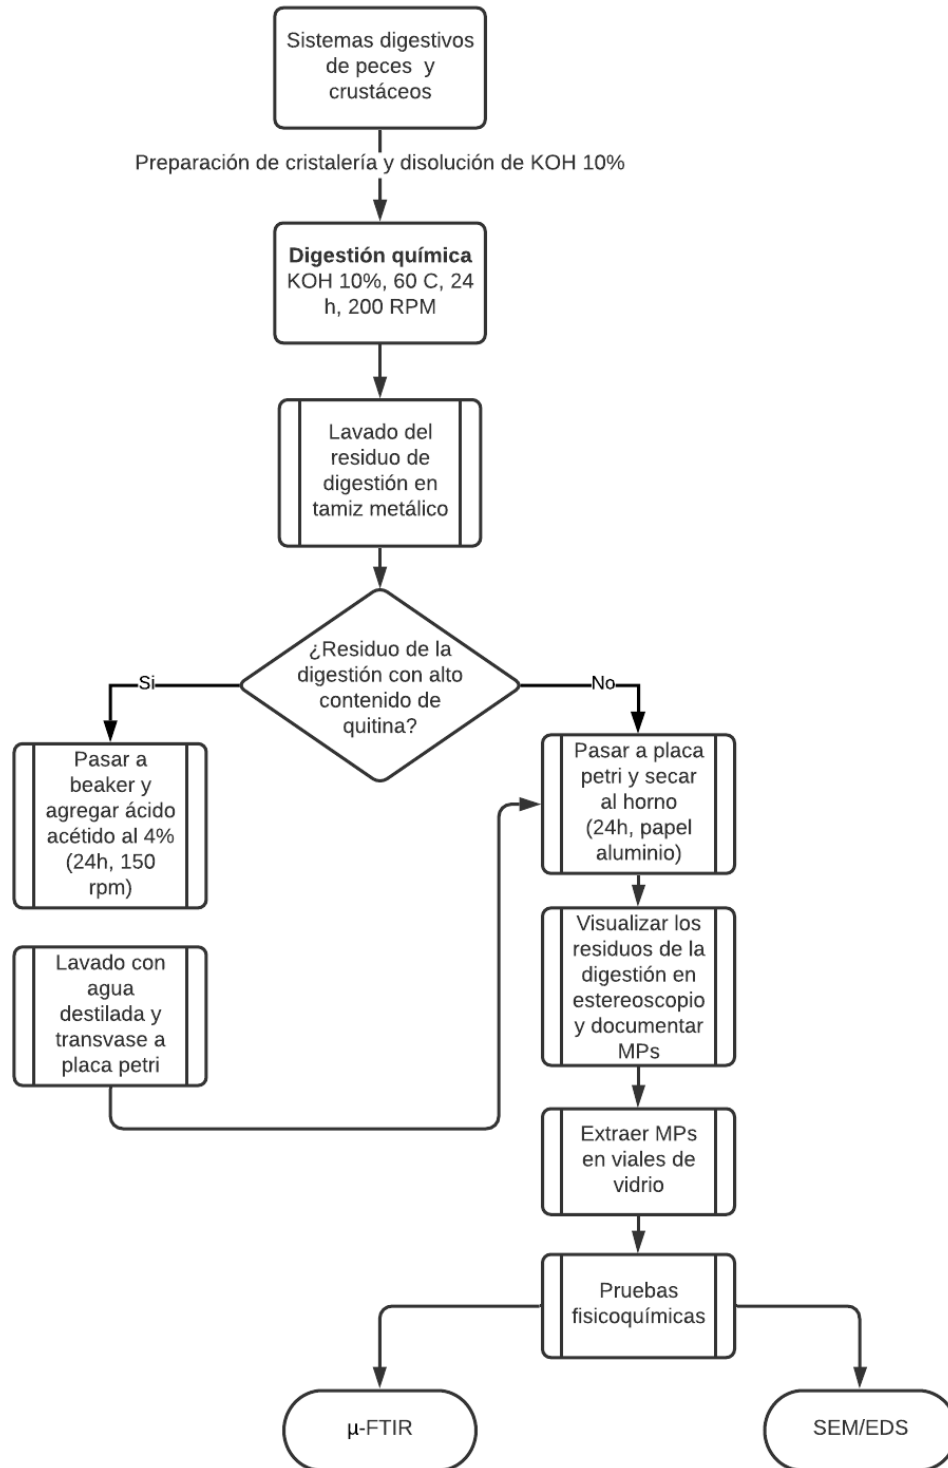 Sistemas digestivos
de peces y
crustáceos
Preparación de cristalería y disolución de KOH 10%
Digestión química
KOH 10%, 60 C, 24
h, 200 RPM
Lavado del
residuo de
digestión en
tamiz metálico
¿Residuo de la
digestión con alto
contenido de
quitina?
Si
No
Pasar a
beaker y
agregar ácido
acétido al 4%
(24h, 150
rpm)
Lavado con
agua
destilada y
transvase a
placa petri
Pasar a placa
petri y secar
al horno
(24h, papel
aluminio)
Visualizar los
residuos de la
digestión en
estereoscopio
y documentar
MPs
Extraer MPs
en viales de
vidrio
Pruebas
fisicoquímicas
µ-FTIR
SEM/EDS